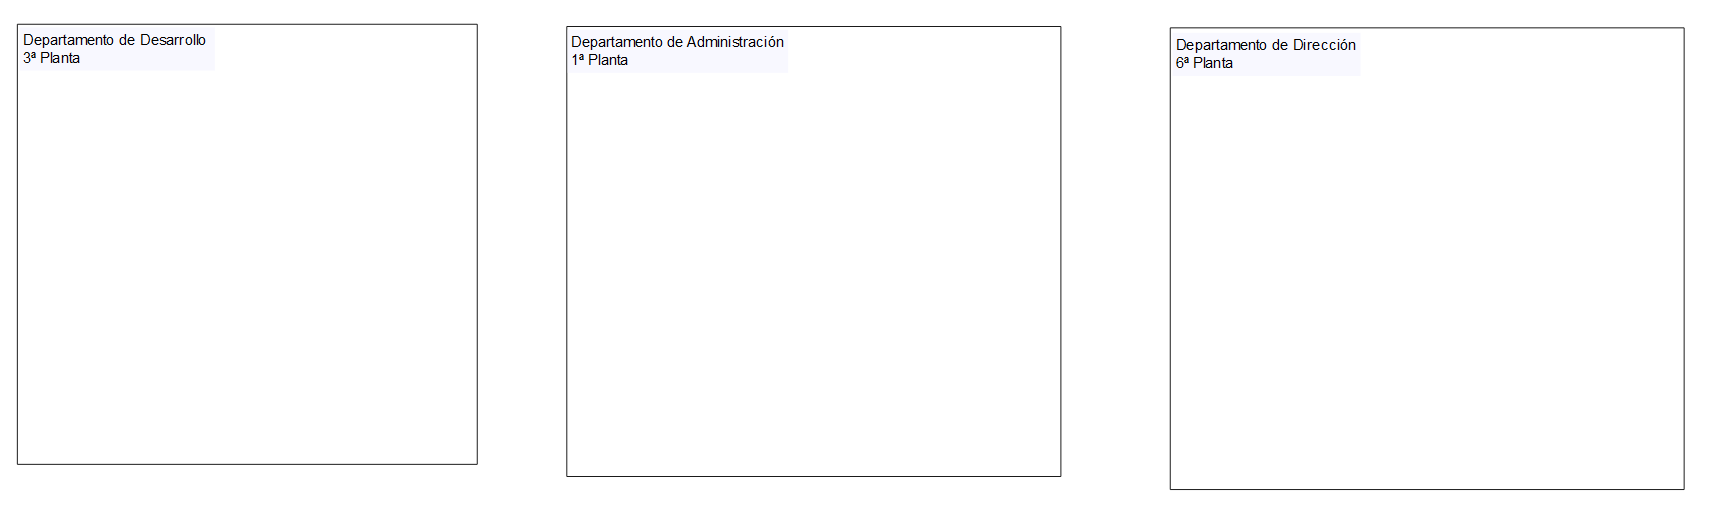 Departamento de Desarrollo
3ª Planta
Departamento de Administración
1ª Planta
Departamento de Dirección
6ª Planta